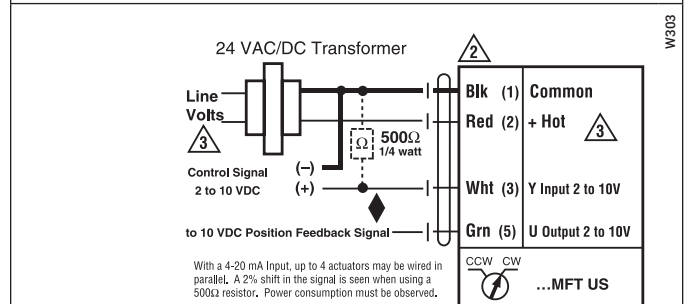 W303
24 VAC/DC Transformer
2
Line
Volts
3
Blk (1) Common
Red (2) + Hot
3
Ω
500Ω
1/4 watt
Control Signal
2 to 10 VDC
(–)
(+)
Wht (3) Y Input 2 to 10V
to 10 VDC Position Feedback Signal
Grn (5) U Output 2 to 10V
With a 4-20 mA Input, up to 4 actuators may be wired in
parallel. A 2% shift in the signal is seen when using a
500Ω resistor. Power consumption must be observed.
CCW CW
...MFT US